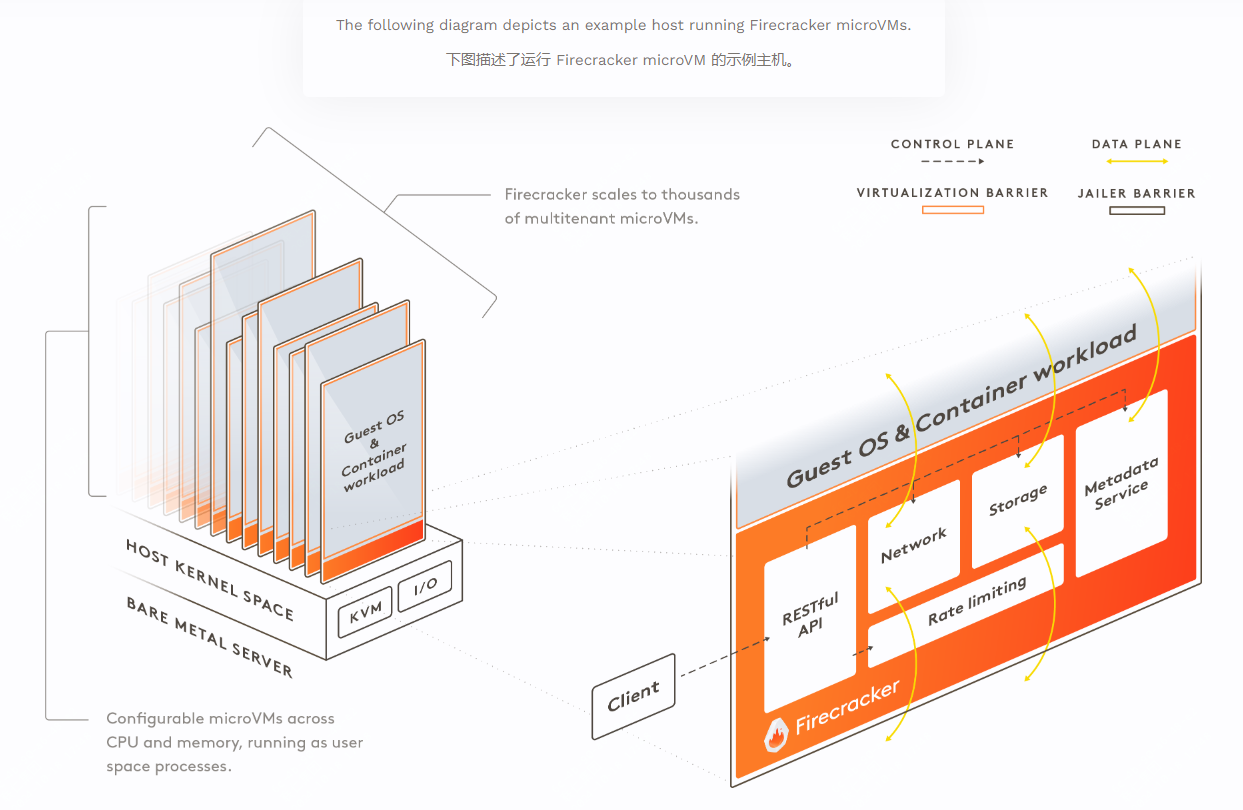 The following diagram depicts an example host running Firecracker microVMs.
下图描述了运行 Firecracker microVM 的示例主机。
CONTROL PLANE
DATA PLANE
VIRTUALIZATION BARRIER
JAILER BARRIER
Firecracker scales to thousands
of multitenant microVMs.
Guest OS
&
Container
workload
HOST KERNEL SPACE
KVM
I/O
BARE METAL SERVER
Configurable microVMs across
CPU and memory, running as user
space processes.
Guest OS & Container workload
RESTful
API
Network
Storage
Metadata
Service
Rate limiting
Client
Firecracker